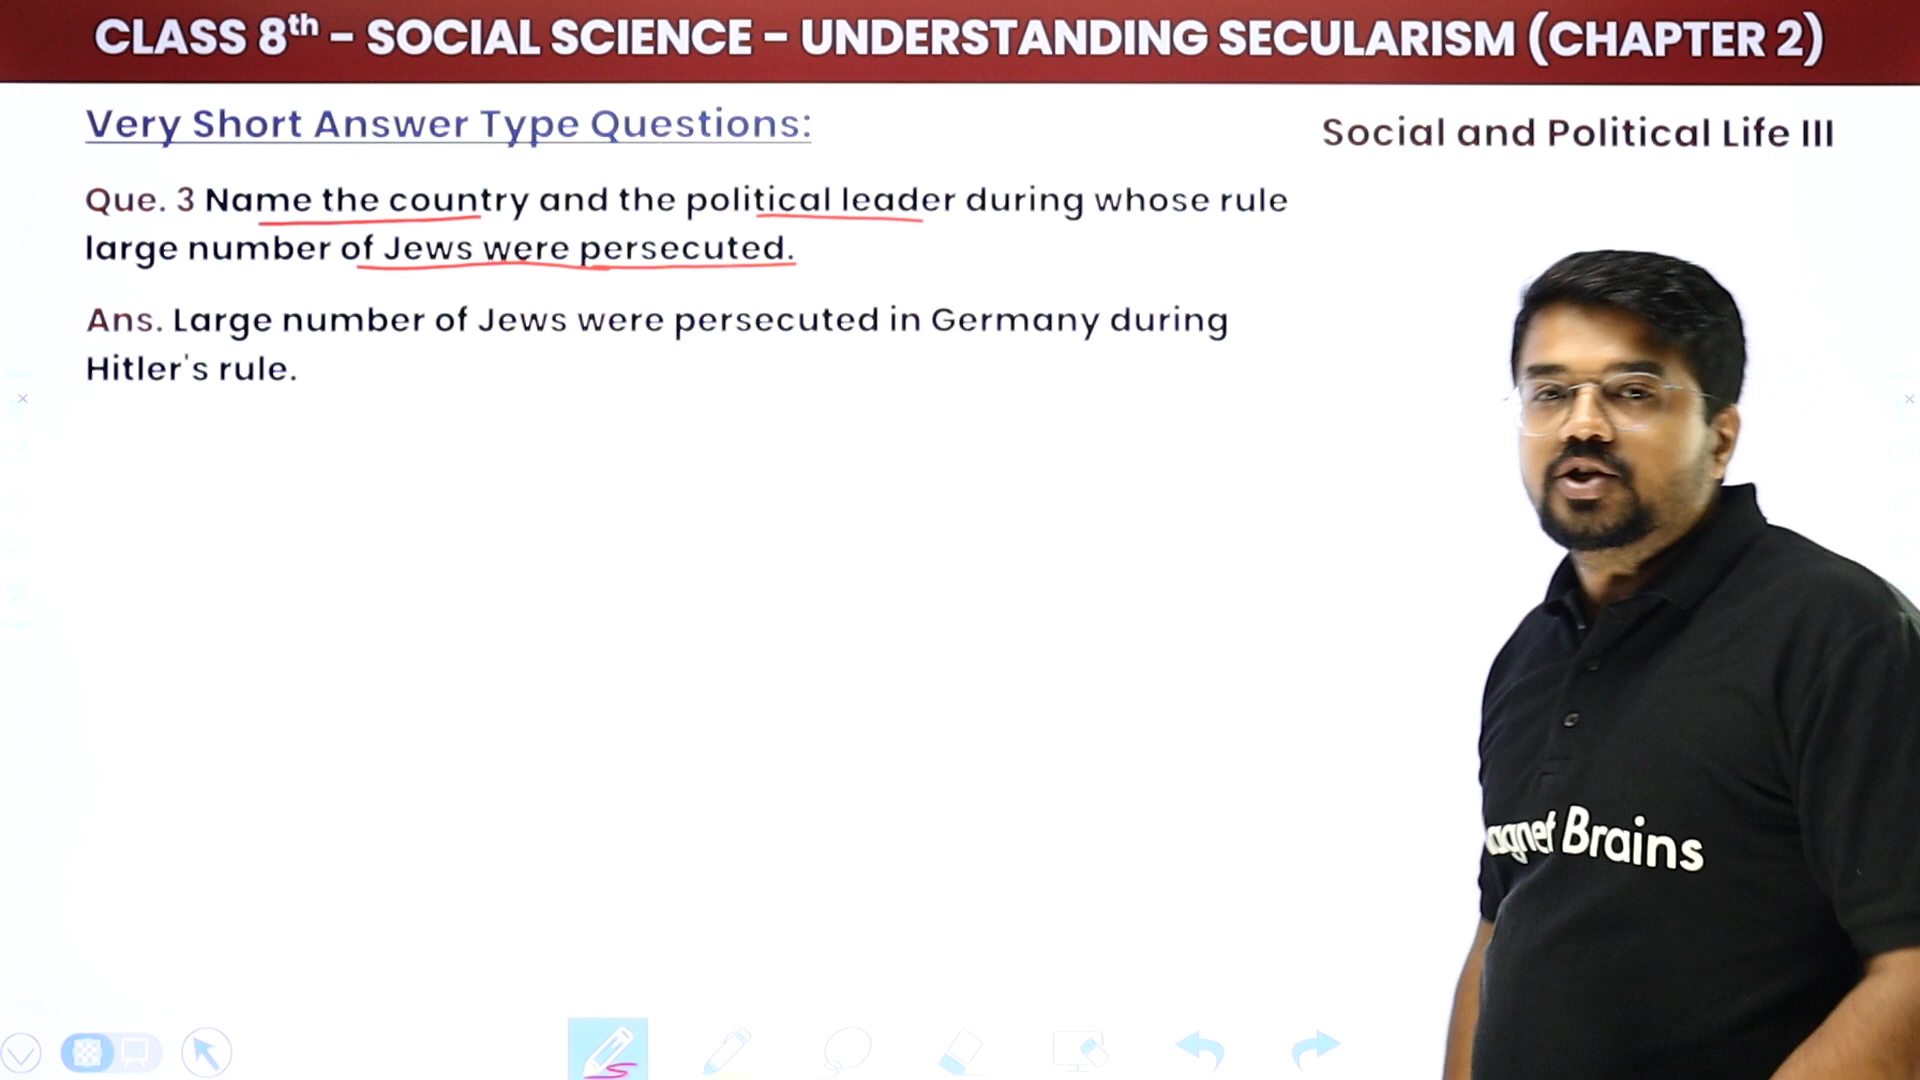 CLASS 8th - SOCIAL SCIENCE - UNDERSTANDING SECULARISM (CHAPTER 2)
Very Short Answer Type Questions:
Social and Political Life III
Que. 3 Name the country and the political leader during whose rule
large number of Jews were persecuted.
Ans. Large number of Jews were persecuted in Germany during
Hitler's rule.
agnet Brains